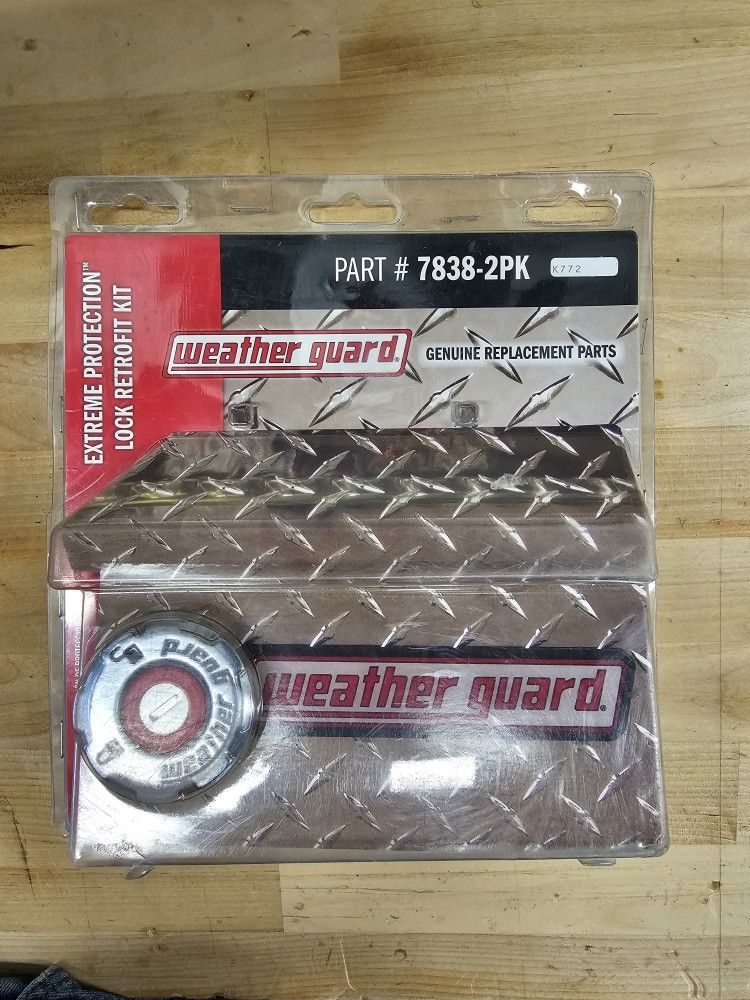 EXTREME PROTECTION™
LOCK RETROFIT KIT
PART # 7838-2PK
K772
weather guard®
GENUINE REPLACEMENT PARTS
weather guard
weather guard®